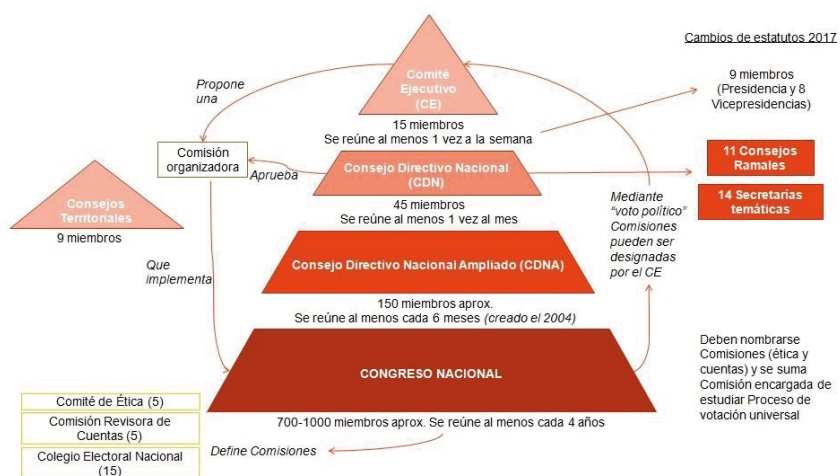 Cambios de estatutos 2017
Comité
Ejecutivo
(CE)
Propone
una
9 miembros
(Presidencia y 8
Vicepresidencias)
15 miembros
Se reúne al menos 1 vez a la semana
Comisión
organizadora
Aprueba
Consejo Directivo Nacional
(CDN)
11 Consejos
Ramales
14 Secretarias
temáticas
Consejos
Territoriales
9 miembros
45 miembros
Se reúne al menos 1 vez al mes
Mediante
"voto político"
Comisiones
pueden ser
designadas
por el CE
Que
implementa
Consejo Directivo Nacional Ampliado (CDNA)
150 miembros aprox.
Se reúne al menos cada 6 meses (creado el 2004)
CONGRESO NACIONAL
Deben nombrarse
Comisiones (ética y
cuentas) y se suma
Comisión encargada de
estudiar Proceso de
votación universal
700-1000 miembros aprox. Se reúne al menos cada 4 años
Comité de Ética (5)
Comisión Revisora de
Cuentas (5)
Colegio Electoral Nacional
(15)
Define Comisiones